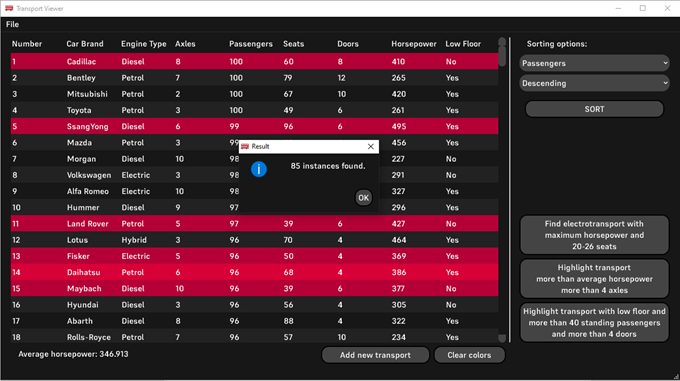 Transport Viewer
File
Number Car Brand Engine Type Axles Passengers Seats Doors Horsepower Low Floor
1 Cadillac Diesel 8 100 60 8 410 No
2 Bentley Petrol 7 100 79 12 265 Yes
3 Mitsubishi Petrol 2 100 67 10 420 Yes
4 Toyota Petrol 3 100 49 6 261 Yes
5 SsangYong Diesel 6 99 96 6 495 Yes
6 Mazda Petrol 3 99 456 Yes
7 Morgan Diesel 10 98 227 No
8 Volkswagen Electric 3 98 291 No
9 Alfa Romeo Electric 10 98 327 Yes
10 Hummer Diesel 9 97 296 Yes
11 Land Rover Petrol 5 97 39 6 427 No
12 Lotus Hybrid 3 96 70 4 464 Yes
13 Fisker Electric 5 96 50 4 369 Yes
14 Daihatsu Petrol 6 96 68 4 386 Yes
15 Maybach Diesel 10 96 39 6 377 No
16 Hyundai Diesel 3 96 56 4 305 No
17 Abarth Diesel 8 96 88 4 322 Yes
18 Rolls-Royce Petrol 7 96 57 10 234 Yes
Average horsepower: 346.913
Add new transport
Clear colors
Result
85 instances found.
OK
Sorting options:
Passengers
Descending
SORT
Find electrotransport with
maximum horsepower and
20-26 seats
Highlight transport
more than average horsepower
more than 4 axles
Highlight transport with low floor and
more than 40 standing passengers
and more than 4 doors